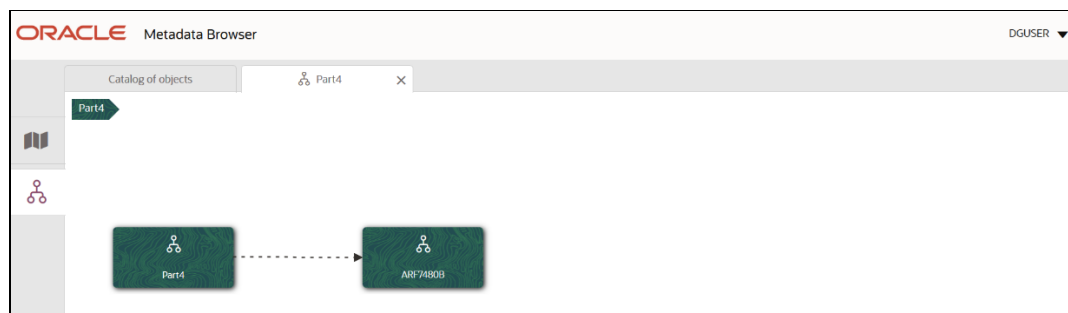 ORACLE Metadata Browser DGUSER
Catalog of objects Part4
Part4
Part4 ARF7480B